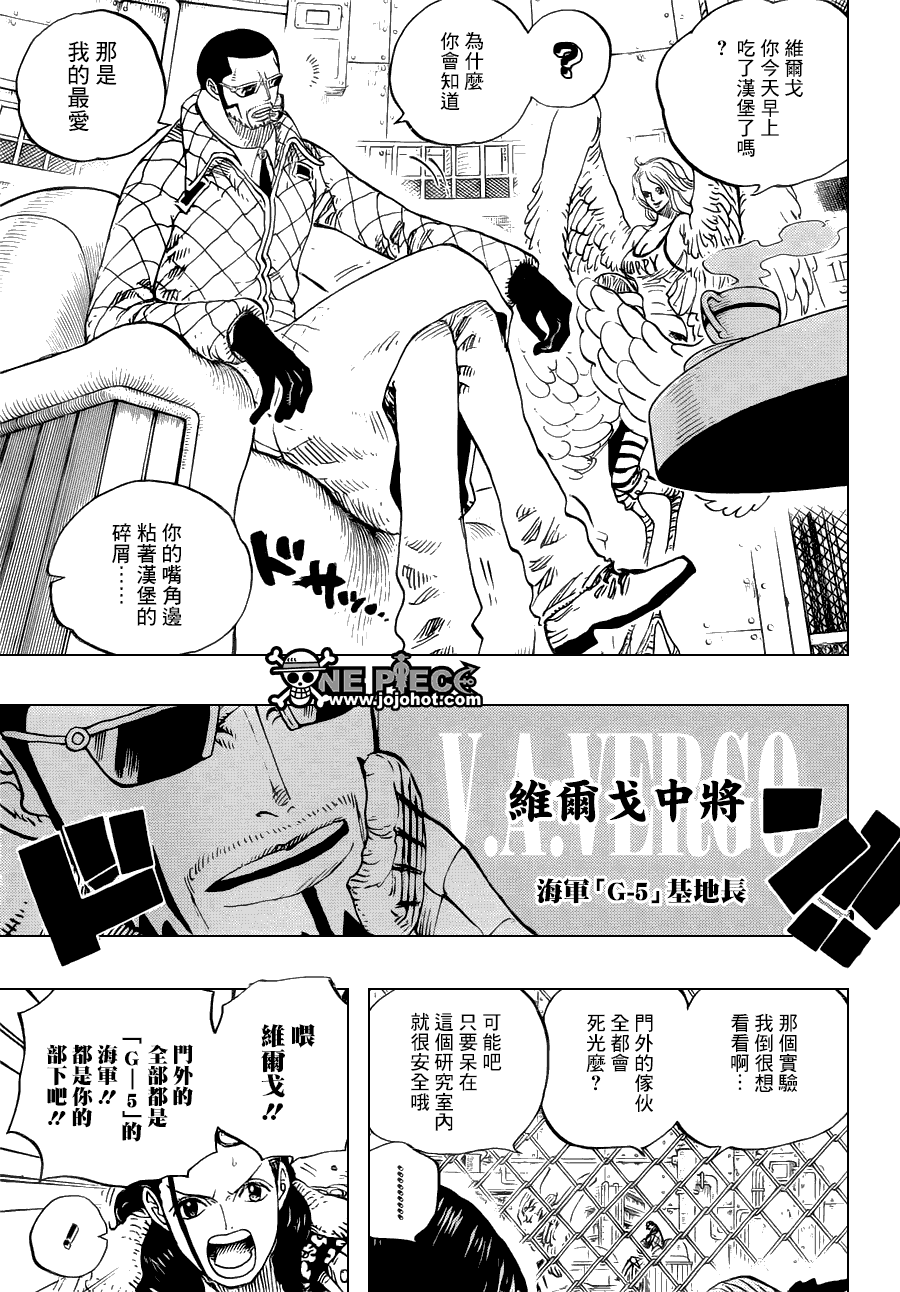 維爾戈
你今天早上
吃了漢堡了嗎
?
?
為什麼
你會知道
那是
我的最愛
HARPY
你的嘴角邊
粘著漢堡的
碎屑……
ドサッ…
ONE PIECE
www.jojohot.com
V.A.VERGO
維爾戈中將
海軍「G-5」基地長
ドーン!!
那個實驗
我倒很想
看看啊…
門外的傢伙
全都會
死光麼?
可能吧
只要呆在
這個研究室內
就很安全哦
………
喂
維爾戈!!
門外的
全部都是
「G—5」的
海軍!!
都是你的
部下吧!!
…!